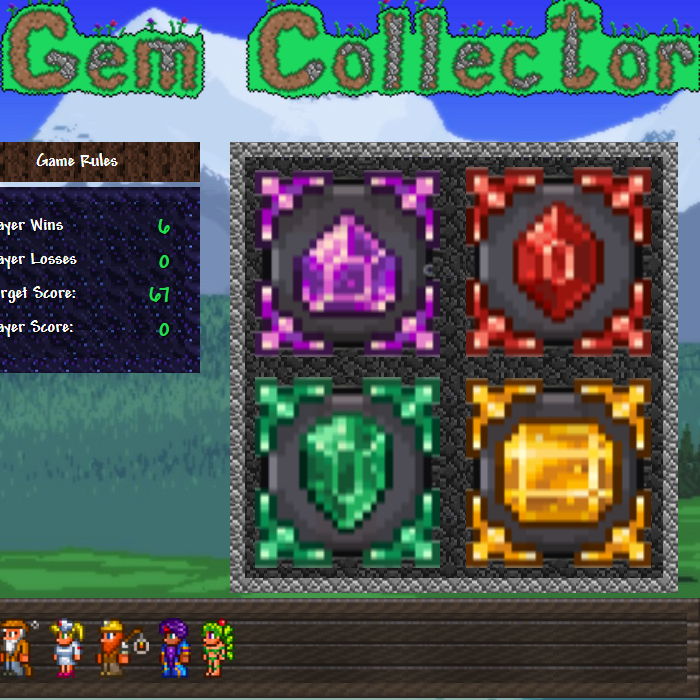 Gem Collector
Game Rules
ayer Wins 6
ayer Losses 0
rget Score: 67
ayer Score: 0